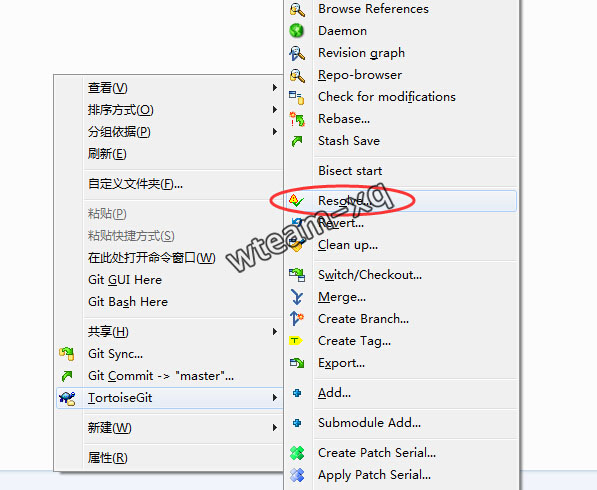 查看(V)
排序方式(O)
分组依据(P)
刷新(E)
自定义文件夹(F)...
粘贴(P)
粘贴快捷方式(S)
在此处打开命令窗口(W)
Git GUI Here
Git Bash Here
共享(H)
Git Sync...
Git Commit -> "master"...
TortoiseGit
新建(W)
属性(R)
Browse References
Daemon
Revision graph
Repo-browser
Check for modifications
Rebase...
Stash Save
Bisect start
Resolve...
Revert...
Clean up...
Switch/Checkout...
Merge...
Create Branch...
Create Tag...
Export...
Add...
Submodule Add...
Create Patch Serial...
Apply Patch Serial...
wteam-xq